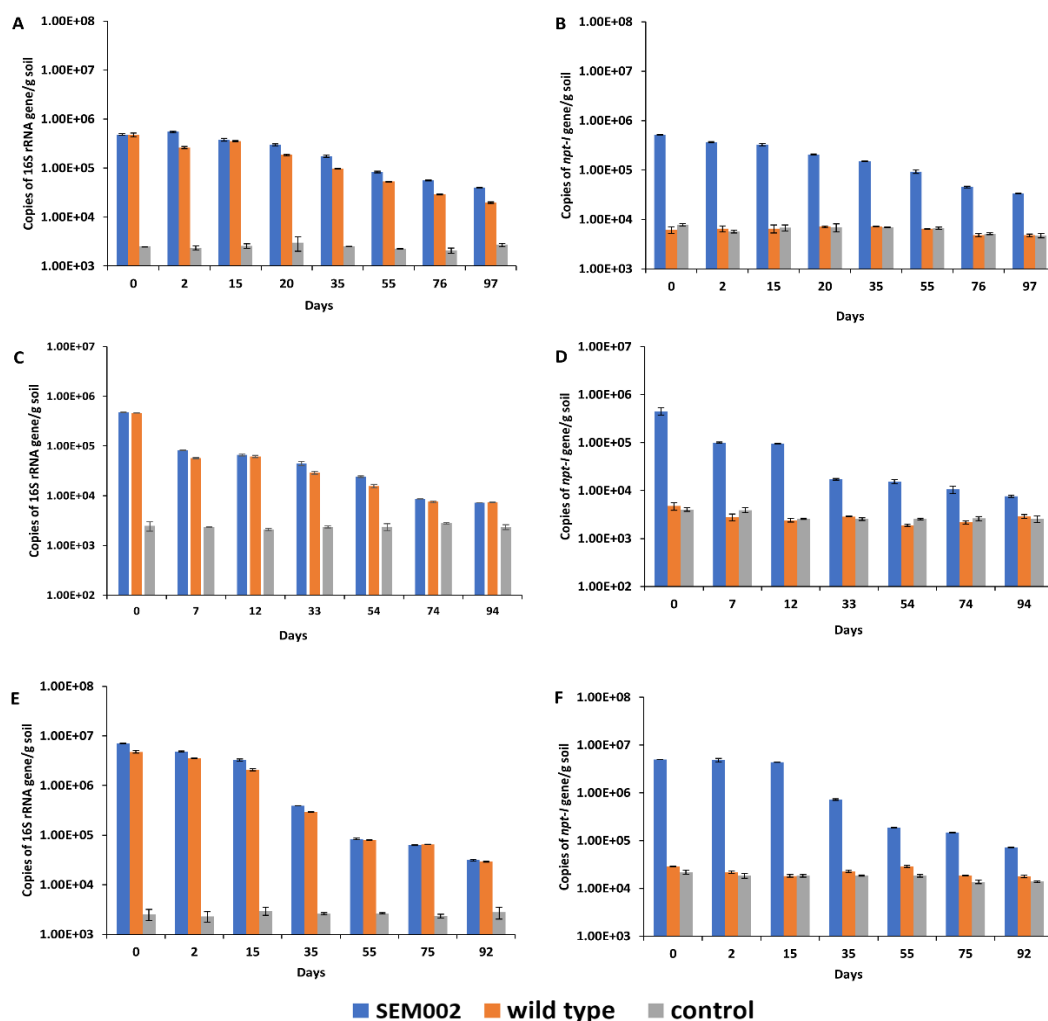 A
Copies of 16S rRNA gene/g soil
1.00E+08
1.00E+07
1.00E+06
1.00E+05
1.00E+04
1.00E+03
0 2 15 20 35 55 76 97
Days
B
Copies of npt-I gene/g soil
1.00E+08
1.00E+07
1.00E+06
1.00E+05
1.00E+04
1.00E+03
0 2 15 20 35 55 76 97
Days
C
Copies of 16S rRNA gene/g soil
1.00E+07
1.00E+06
1.00E+05
1.00E+04
1.00E+03
1.00E+02
0 7 12 33 54 74 94
Days
D
Copies of npt-I gene/g soil
1.00E+07
1.00E+06
1.00E+05
1.00E+04
1.00E+03
1.00E+02
0 7 12 33 54 74 94
Days
E
Copies of 16S rRNA gene/g soil
1.00E+08
1.00E+07
1.00E+06
1.00E+05
1.00E+04
1.00E+03
0 2 15 35 55 75 92
Days
F
Copies of npt-I gene/g soil
1.00E+08
1.00E+07
1.00E+06
1.00E+05
1.00E+04
1.00E+03
0 2 15 35 55 75 92
Days
SEM002 wild type control